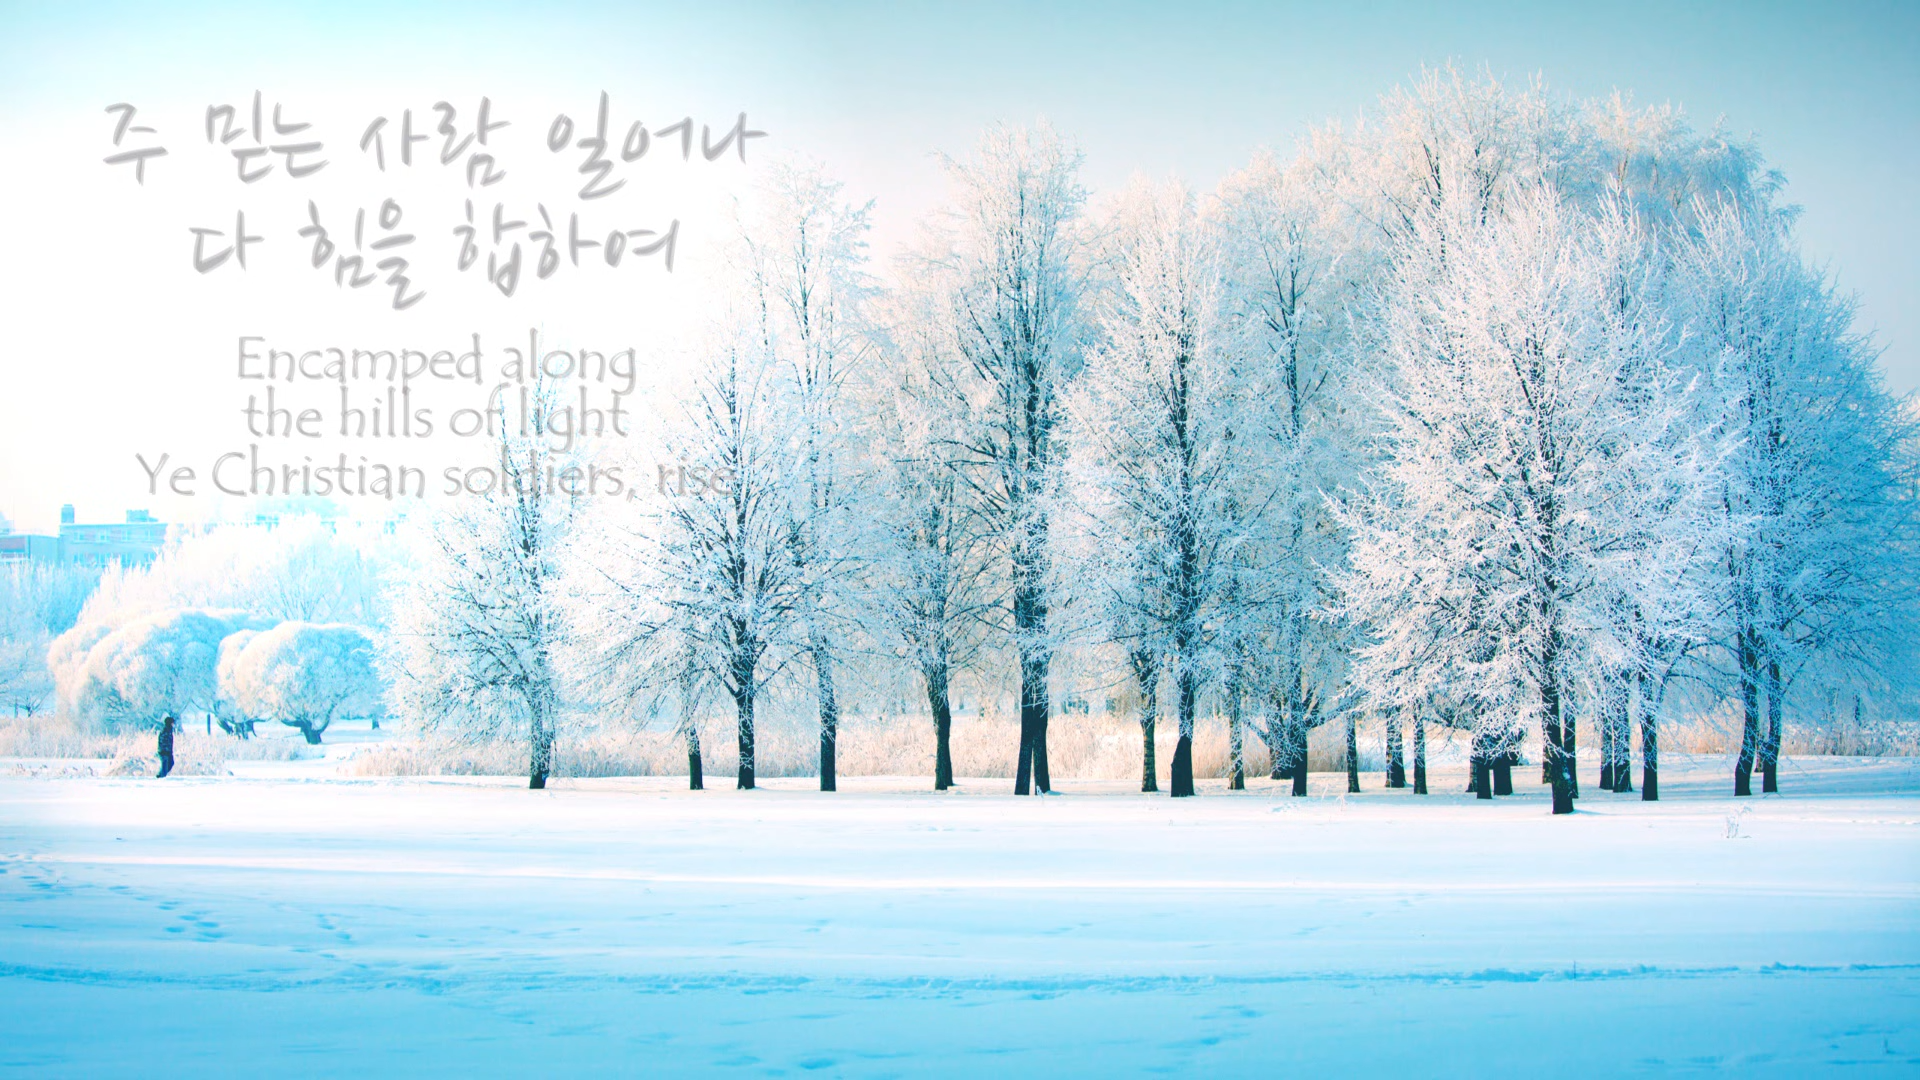 주 믿는 사람 일어나
다 힘을 합하여
Encamped along
the hills of light
Ye Christian soldiers, rise